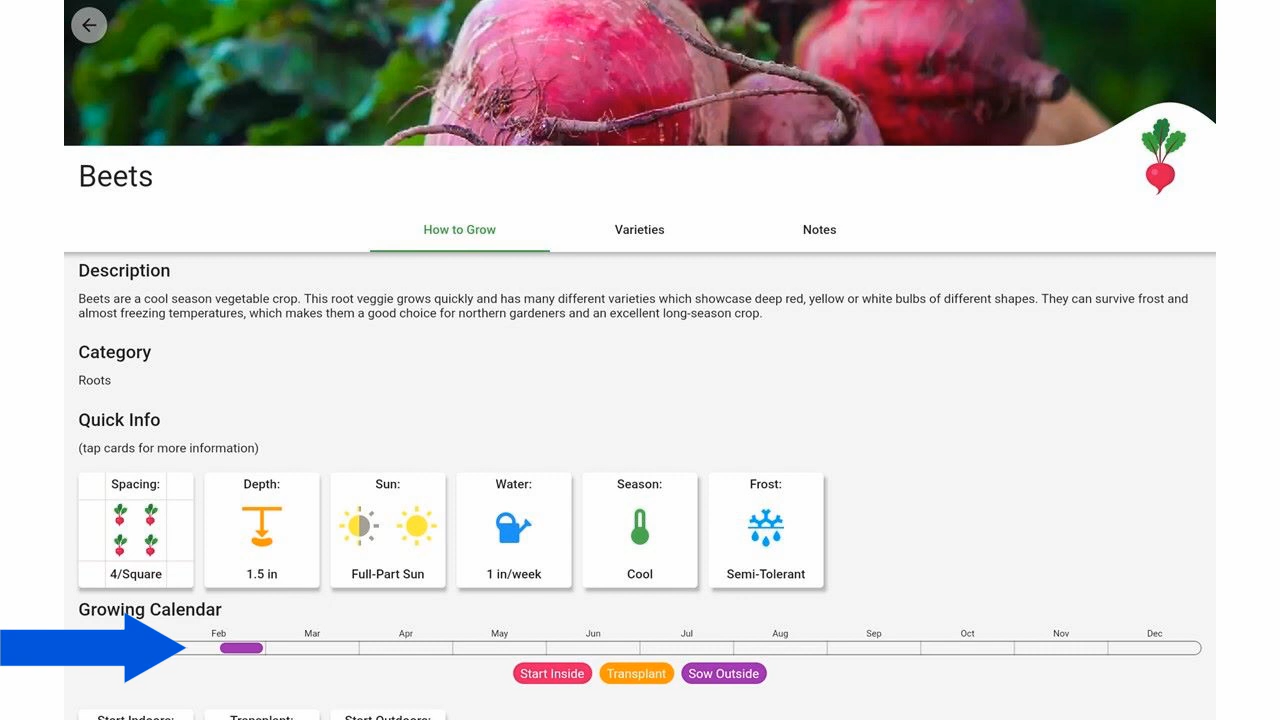 Beets
How to Grow
Varieties
Notes
Description
Beets are a cool season vegetable crop. This root veggie grows quickly and has many different varieties which showcase deep red, yellow or white bulbs of different shapes. They can survive frost and
almost freezing temperatures, which makes them a good choice for northern gardeners and an excellent long-season crop.
Category
Roots
Quick Info
(tap cards for more information)
Spacing:
Depth:
Sun:
Water:
Season:
Frost:
4/Square
1.5 in
Full-Part Sun
1 in/week
Cool
Semi-Tolerant
Growing Calendar
Feb
Mar
Apr
May
Jun
Jul
Aug
Sep
Oct
Nov
Dec
Start Inside
Transplant
Sow Outside
Start Indoors:
Transplant:
Start Outdoors: